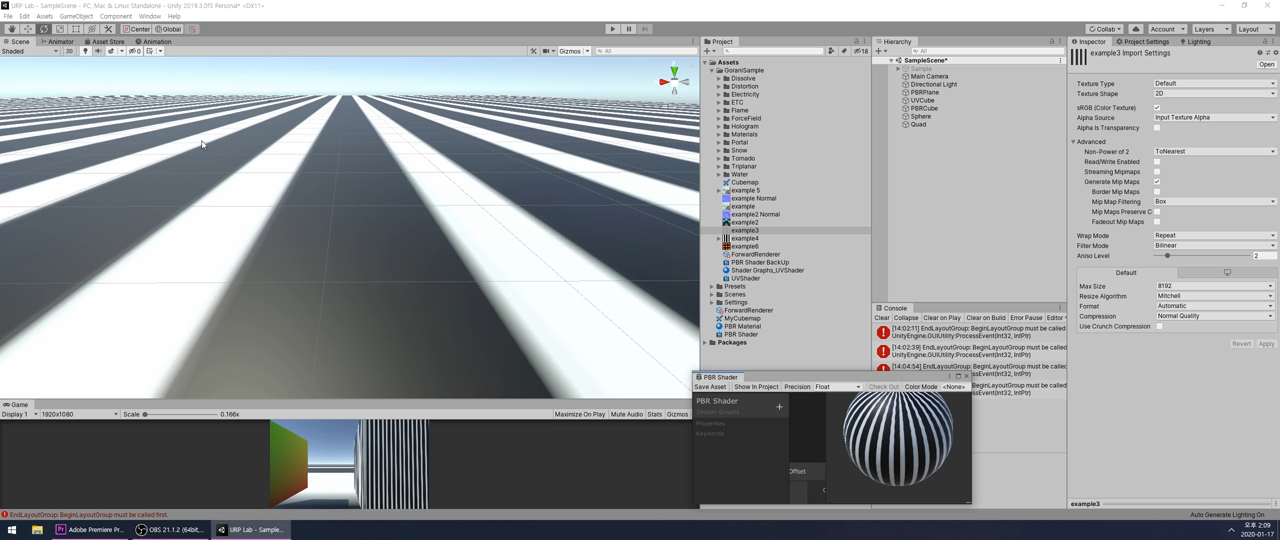 URP Lab - SampleScene - PC, Mac & Linux Standalone - Unity 2019.3.0f3 Personal* <DX11>
File Edit Assets GameObject Component Window Help
Center Global Collab Account Layers Layout
Scene Animator Asset Store Animation
Shaded 2D 0 Gizmos All
Game
Display 1 1920x1080 Scale 0.166x Maximize On Play Mute Audio Stats Gizmos
Project
18
Assets
GoraniSample
Dissolve
Distortion
Electricity
ETC
Flame
ForceField
Hologram
Materials
Portal
Snow
Tornado
Triplanar
Water
Cubemap
example 5
example Normal
example
example2 Normal
example2
example3
example4
example6
ForwardRenderer
PBR Shader BackUp
Shader Graphs_UVShader
UVShader
Presets
Scenes
Settings
ForwardRenderer
MyCubemap
PBR Material
PBR Shader
Packages
Hierarchy
All
SampleScene*
Sample
Main Camera
Directional Light
PBRPlane
UVCube
PBRCube
Sphere
Quad
Console
Clear Collapse Clear on Play Clear on Build Error Pause Editor
[14:02:11] EndLayoutGroup: BeginLayoutGroup must be called
UnityEngine.GUIUtility:ProcessEvent(Int32, IntPtr)
[14:02:39] EndLayoutGroup: BeginLayoutGroup must be called
UnityEngine.GUIUtility:ProcessEvent(Int32, IntPtr)
[14:04:54] EndLayoutGroup: BeginLayoutGroup must be called
BeginLayoutGroup must be called
ProcessEvent(Int32, IntPtr)
PBR Shader
Save Asset Show In Project Precision Float Check Out Color Mode <None>
PBR Shader
Shader Graphs
Properties
Keywords
Offset
Inspector Project Settings Lighting
example3 Import Settings
Open
Texture Type Default
Texture Shape 2D
sRGB (Color Texture)
Alpha Source Input Texture Alpha
Alpha Is Transparency
Advanced
Non-Power of 2 ToNearest
Read/Write Enabled
Streaming Mipmaps
Generate Mip Maps
Border Mip Maps
Mip Map Filtering Box
Mip Maps Preserve C
Fadeout Mip Maps
Wrap Mode Repeat
Filter Mode Bilinear
Aniso Level 2
Default
Max Size 8192
Resize Algorithm Mitchell
Format Automatic
Compression Normal Quality
Use Crunch Compression
Revert Apply
example3
EndLayoutGroup: BeginLayoutGroup must be called first.
Auto Generate Lighting On
Adobe Premiere Pr... OBS 21.1.2 (64bit,... URP Lab - Sample...
오후 2:09
2020-01-17